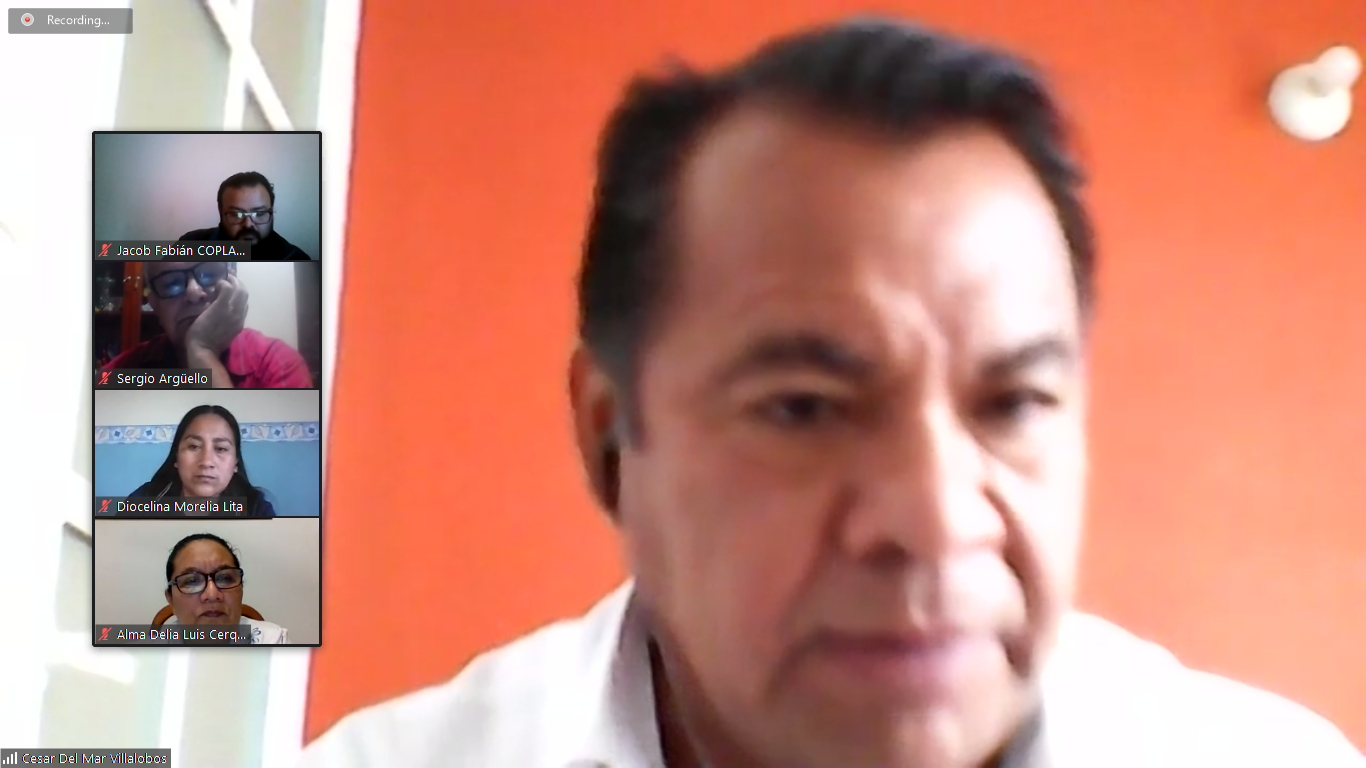 Recording...
Jacob Fabián COPLA...
Sergio Argüello
Diocelina Morelia Lita
Alma Delia Luis Cerq...
Cesar Del Mar Villalobos